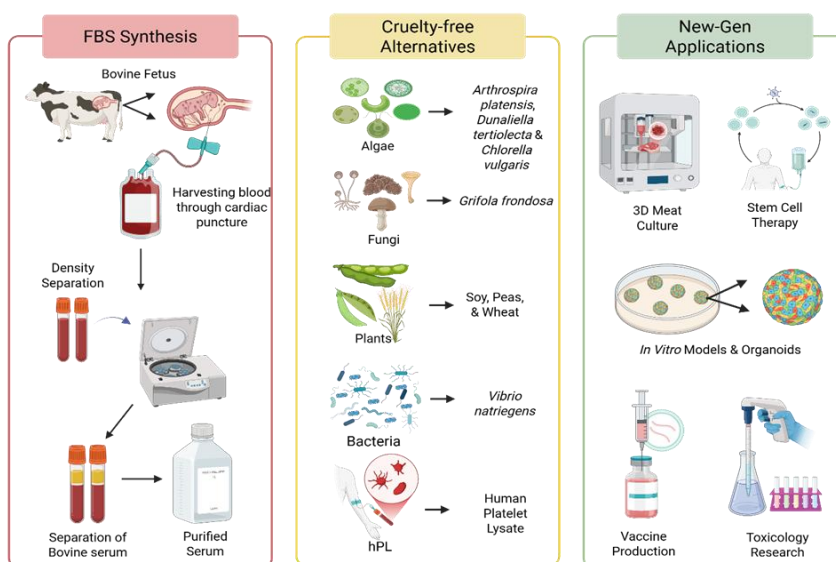 FBS Synthesis
Bovine Fetus
Harvesting blood
through cardiac
puncture
Density
Separation
Separation of
Bovine serum
Purified
Serum
Cruelty-free
Alternatives
Algae
Arthrospira
platensis,
Dunaliella
tertiolecta &
Chlorella
vulgaris
Fungi
Grifola frondosa
Plants
Soy, Peas,
& Wheat
Bacteria
Vibrio
natriegens
hPL
Human
Platelet
Lysate
New-Gen
Applications
3D Meat
Culture
Stem Cell
Therapy
In Vitro Models & Organoids
Vaccine
Production
Toxicology
Research